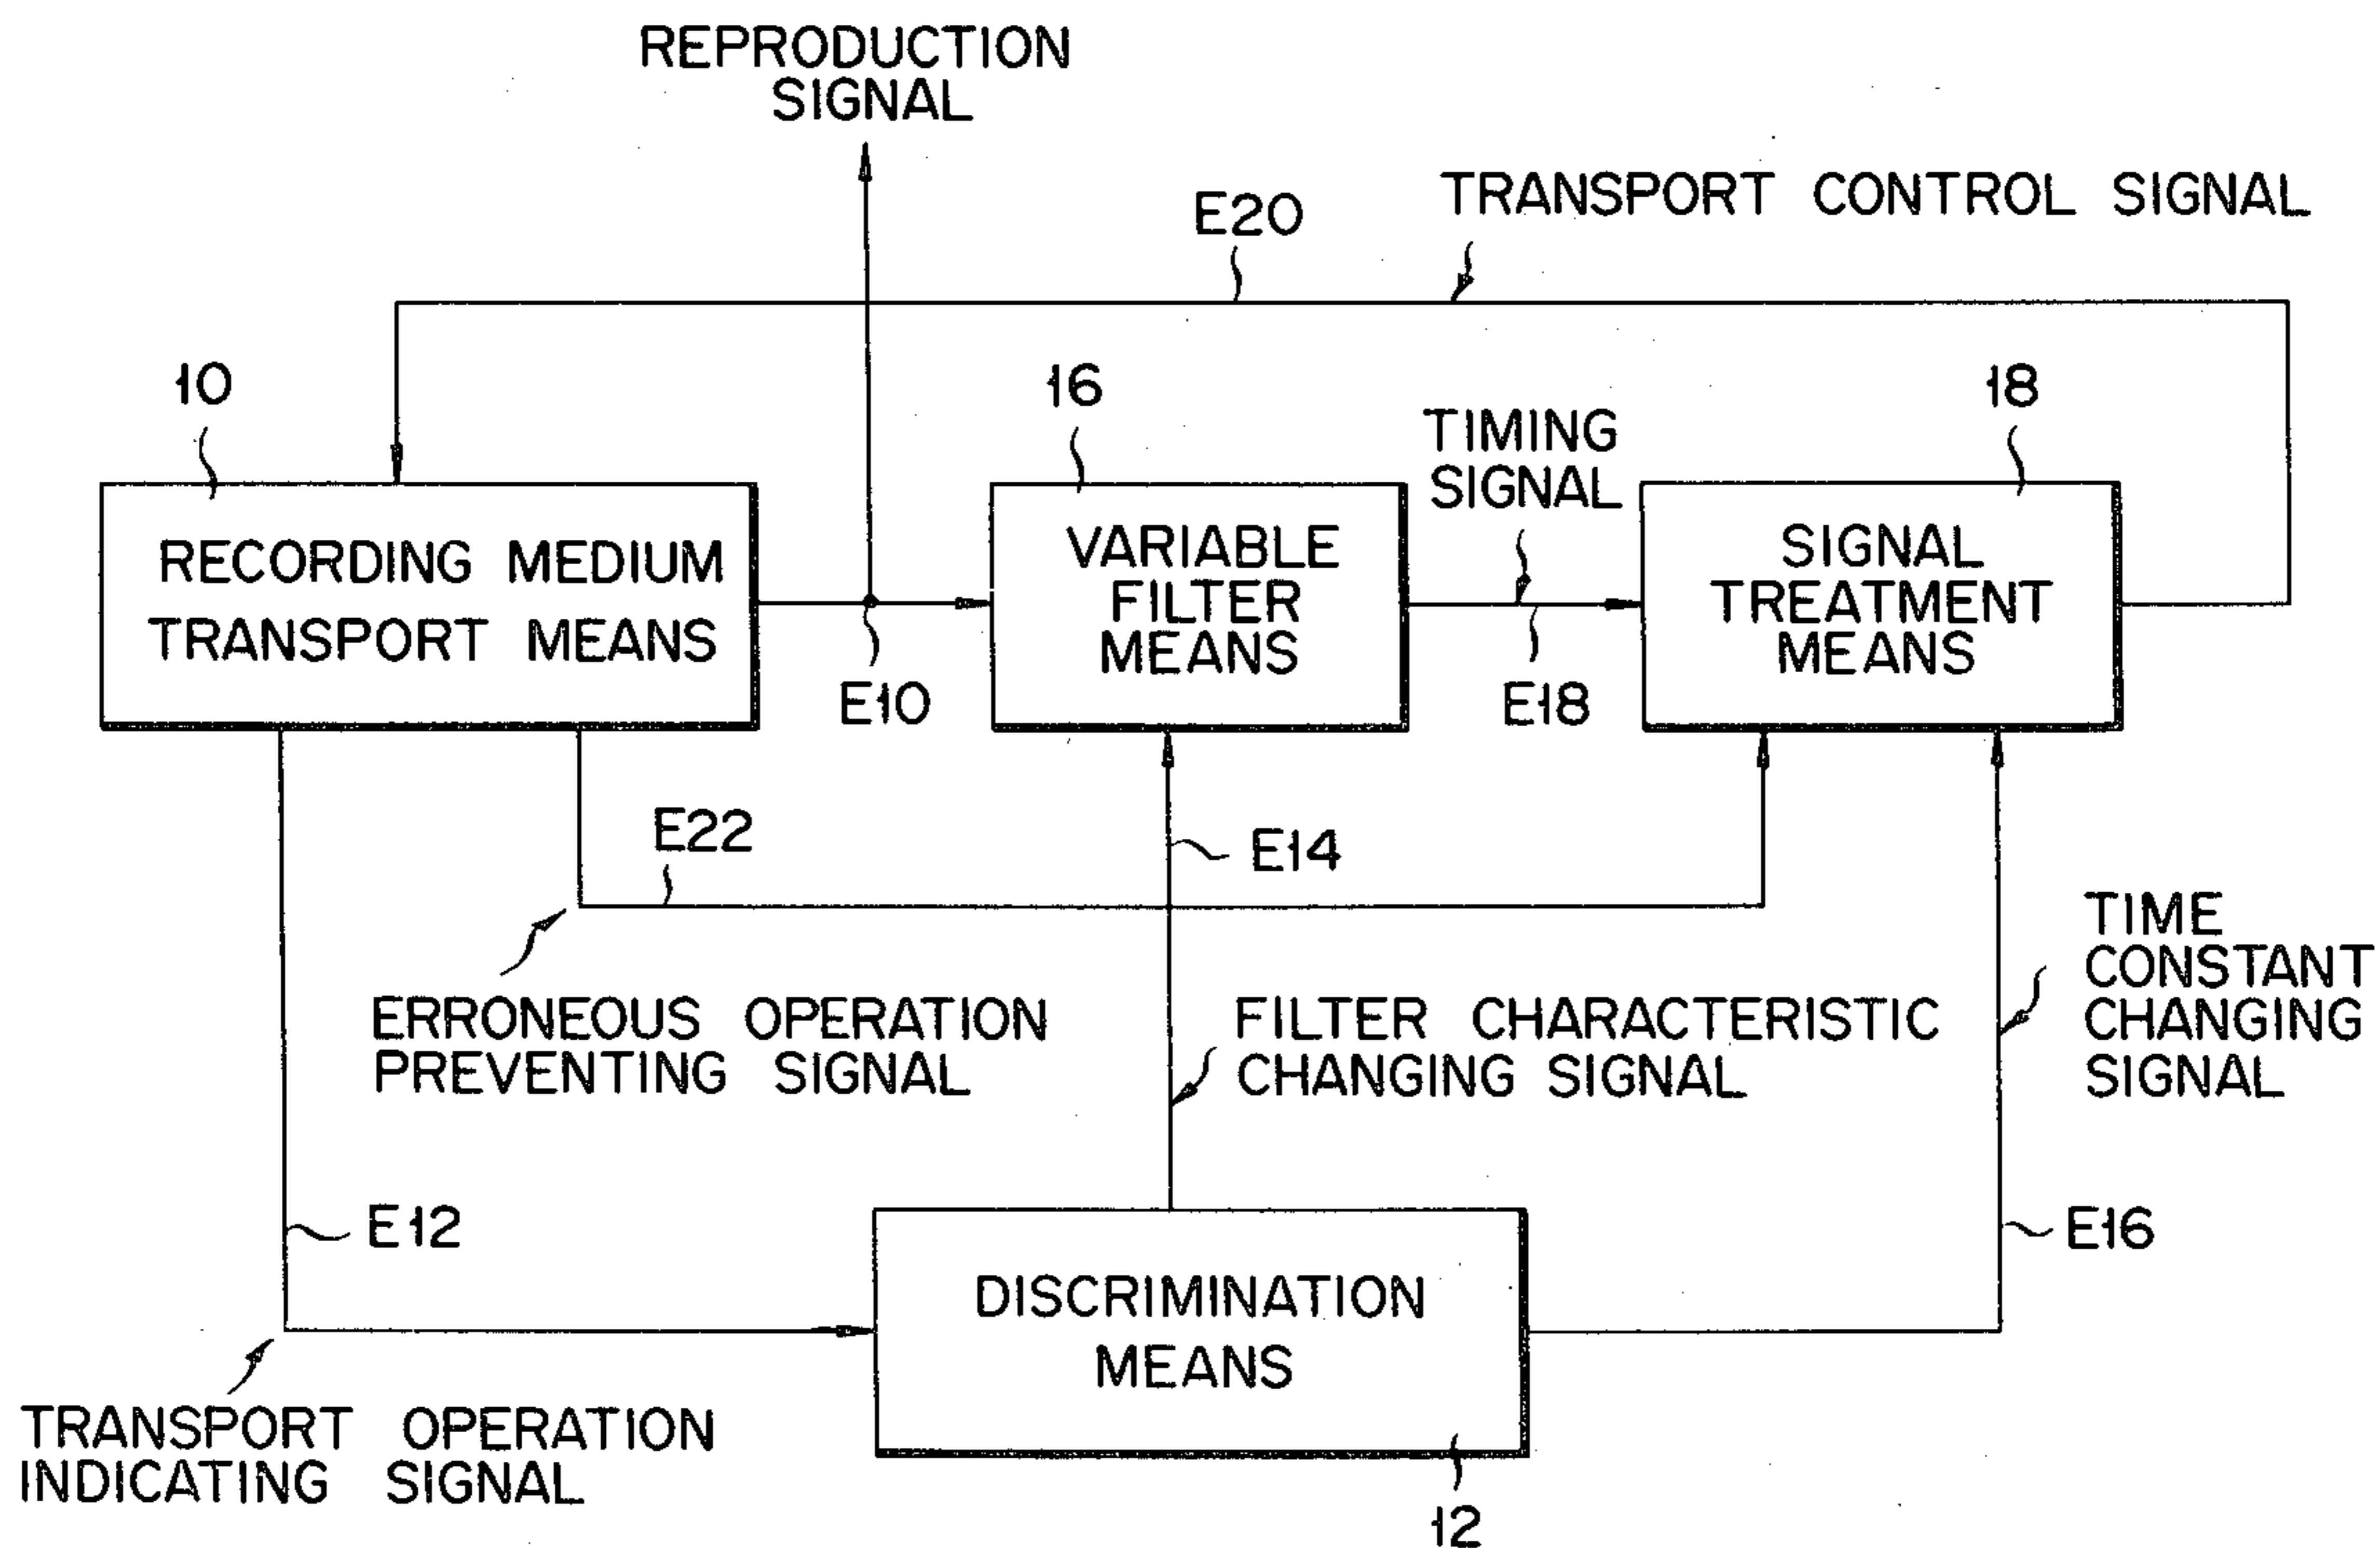 REPRODUCTION
SIGNAL
TRANSPORT CONTROL SIGNAL
E20
10
16
18
TIMING
SIGNAL
RECORDING MEDIUM
TRANSPORT MEANS
VARIABLE
FILTER
MEANS
SIGNAL
TREATMENT
MEANS
E10
E18
E22
E14
ERRONEOUS OPERATION
PREVENTING SIGNAL
FILTER CHARACTERISTIC
CHANGING SIGNAL
TIME
CONSTANT
CHANGING
SIGNAL
E12
E16
DISCRIMINATION
MEANS
TRANSPORT OPERATION
INDICATING SIGNAL
12